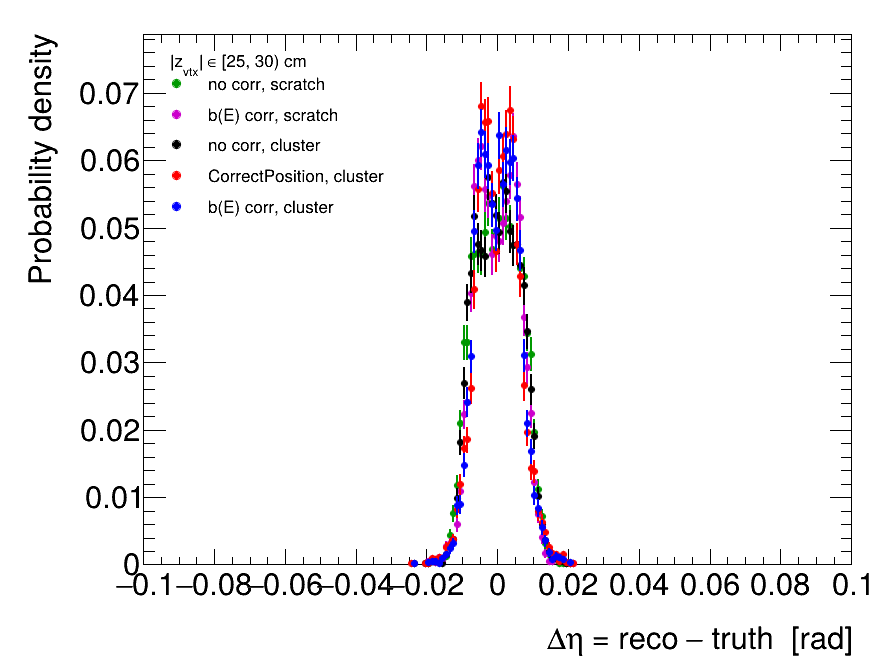 Probability density
|z_vtx| ∈ [25, 30) cm
no corr, scratch
b(E) corr, scratch
no corr, cluster
CorrectPosition, cluster
b(E) corr, cluster
0.07
0.06
0.05
0.04
0.03
0.02
0.01
0
−0.1 −0.08 −0.06 −0.04 −0.02 0 0.02 0.04 0.06 0.08 0.1
Δη = reco − truth [rad]